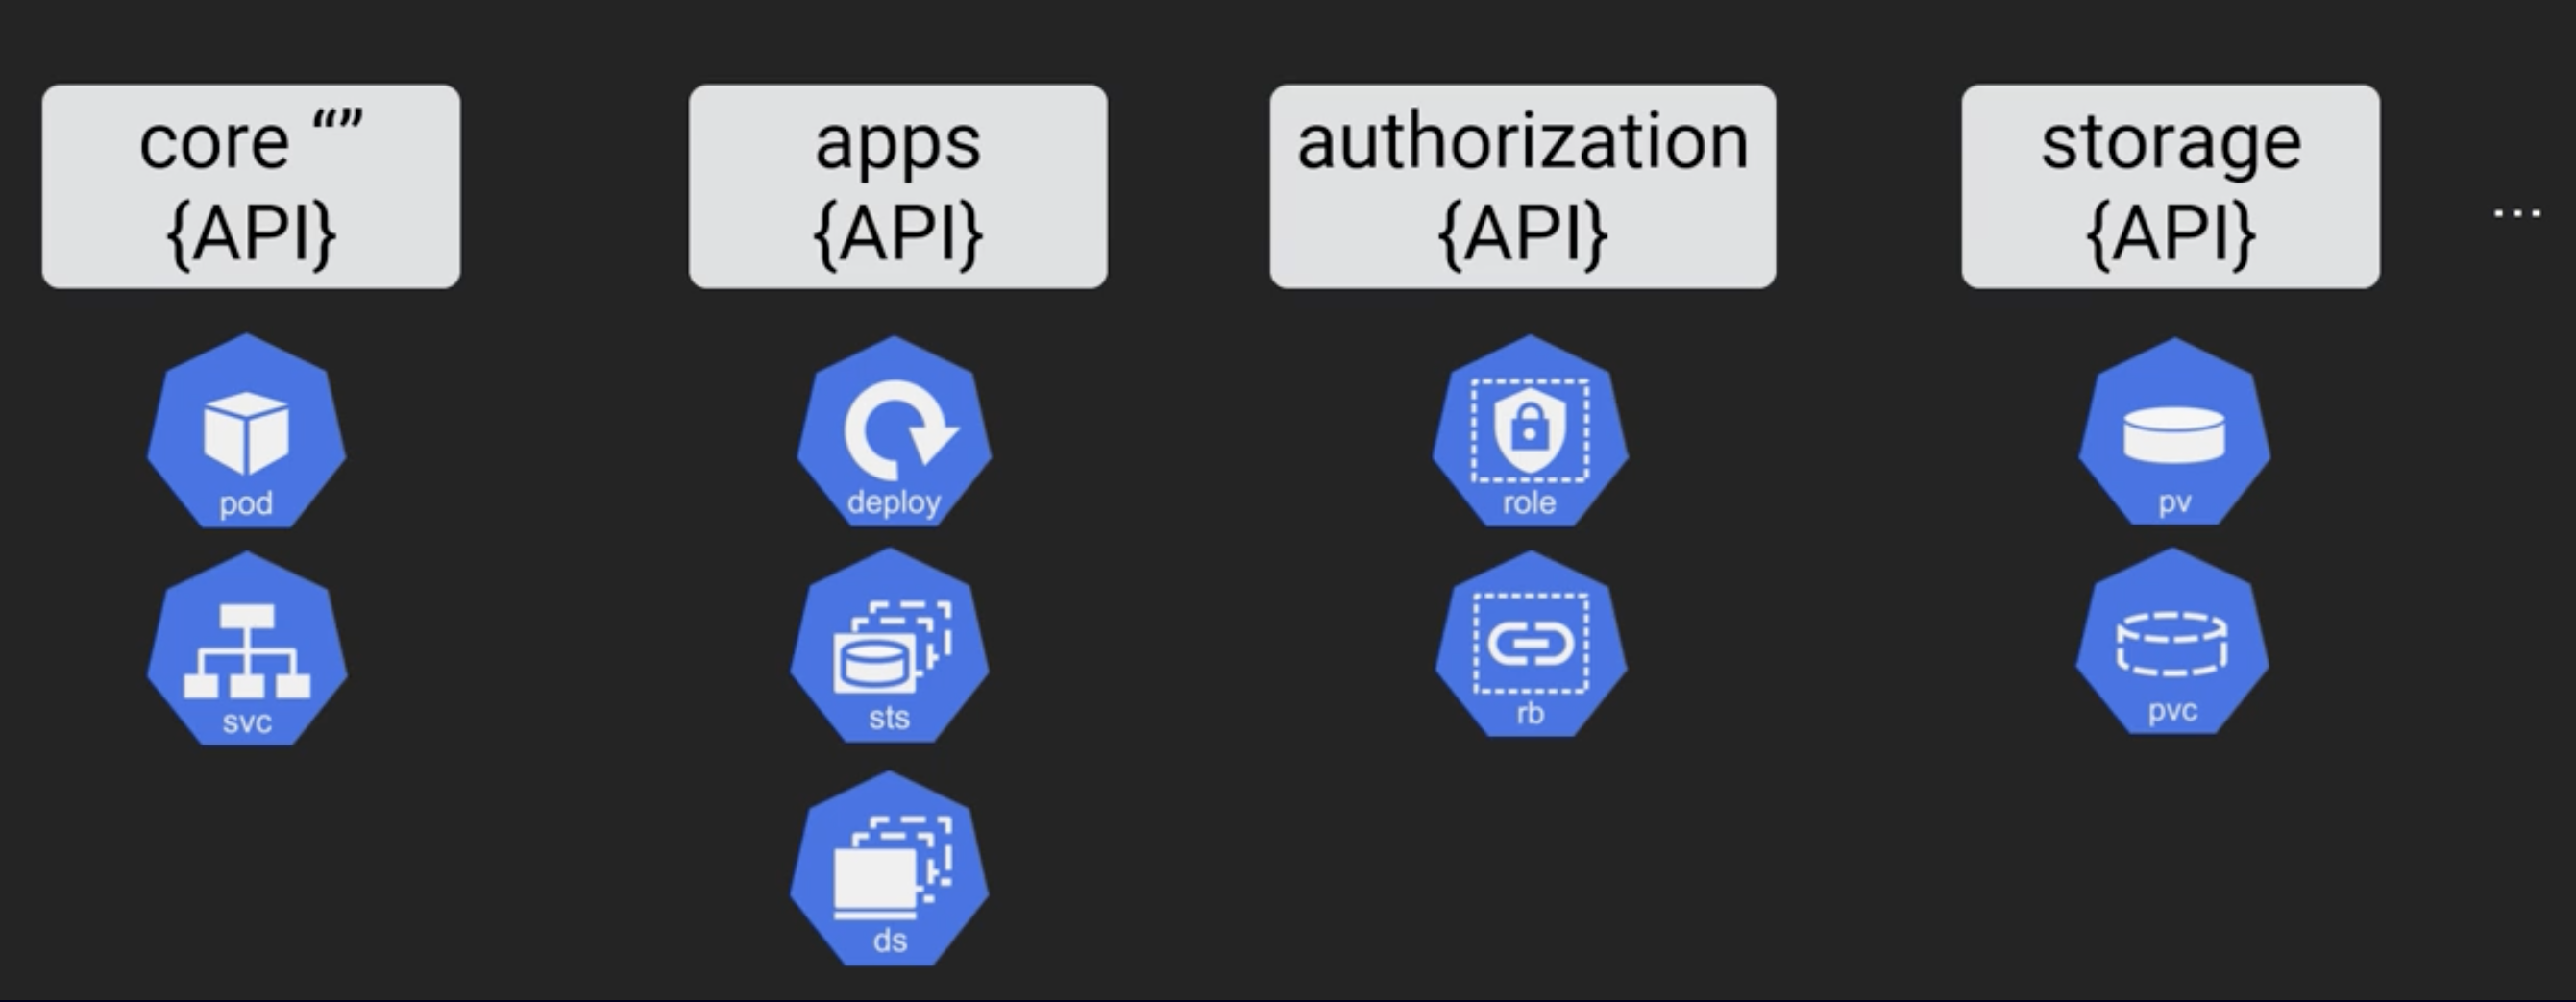 core “”
{API}
apps
{API}
authorization
{API}
storage
{API}
...
pod
deploy
role
pv
svc
sts
rb
pvc
ds